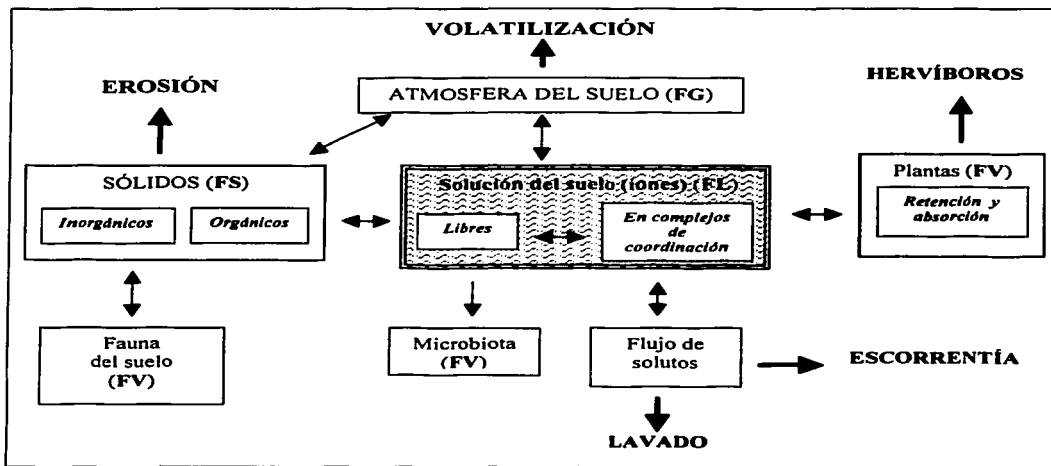 VOLATILIZACIÓN
EROSIÓN
HERVÍBOROS
ATMOSFERA DEL SUELO (FG)
SÓLIDOS (FS)
Inorgánicos
Orgánicos
Solución del suelo (iones) (FL)
Libres
En complejos
de
coordinación
Plantas (FV)
Retención y
absorción
Fauna
del suelo
(FV)
Microbiota
(FV)
Flujo de
solutos
ESCORRENTÍA
LAVADO